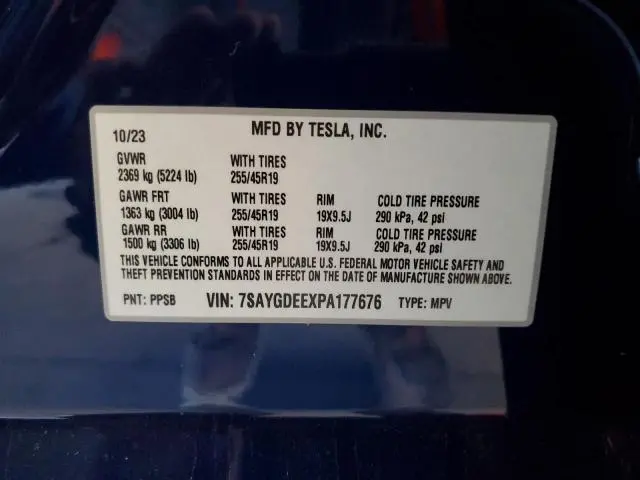 10/23 MFD BY TESLA, INC.
GVWR WITH TIRES
2369 kg (5224 lb) 255/45R19
GAWR FRT WITH TIRES RIM COLD TIRE PRESSURE
1363 kg (3004 lb) 255/45R19 19X9.5J 290 kPa, 42 psi
GAWR RR WITH TIRES RIM COLD TIRE PRESSURE
1500 kg (3306 lb) 255/45R19 19X9.5J 290 kPa, 42 psi
THIS VEHICLE CONFORMS TO ALL APPLICABLE U.S. FEDERAL MOTOR VEHICLE SAFETY AND
THEFT PREVENTION STANDARDS IN EFFECT ON THE DATE OF MANUFACTURE SHOWN ABOVE.
PNT: PPSB VIN: 7SAYGDEEXPA177676 TYPE: MPV